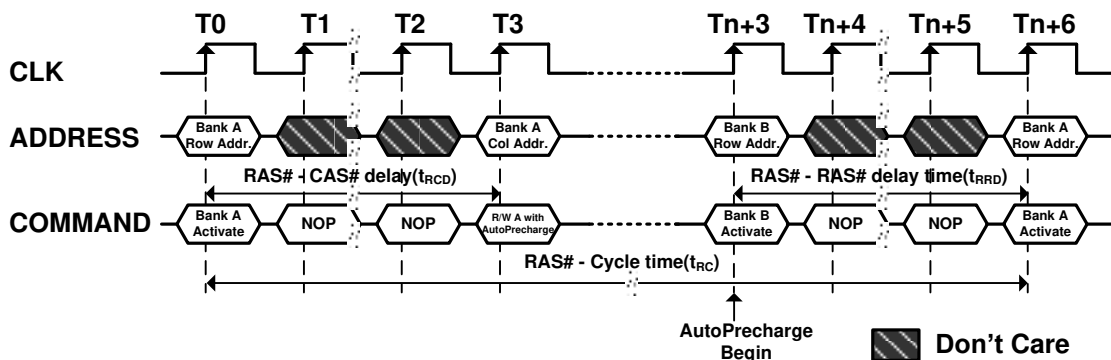 T0 T1 T2 T3 Tn+3 Tn+4 Tn+5 Tn+6
CLK
ADDRESS
Bank A
Row Addr.
Bank A
Col Addr.
Bank B
Row Addr.
Bank A
Row Addr.
RAS# - CAS# delay(tRCD)
RAS# - RAS# delay time(tRRD)
COMMAND
Bank A
Activate
NOP
NOP
R/W A with
AutoPrecharge
Bank B
Activate
NOP
NOP
Bank A
Activate
RAS# - Cycle time(tRC)
AutoPrecharge
Begin
Don't Care